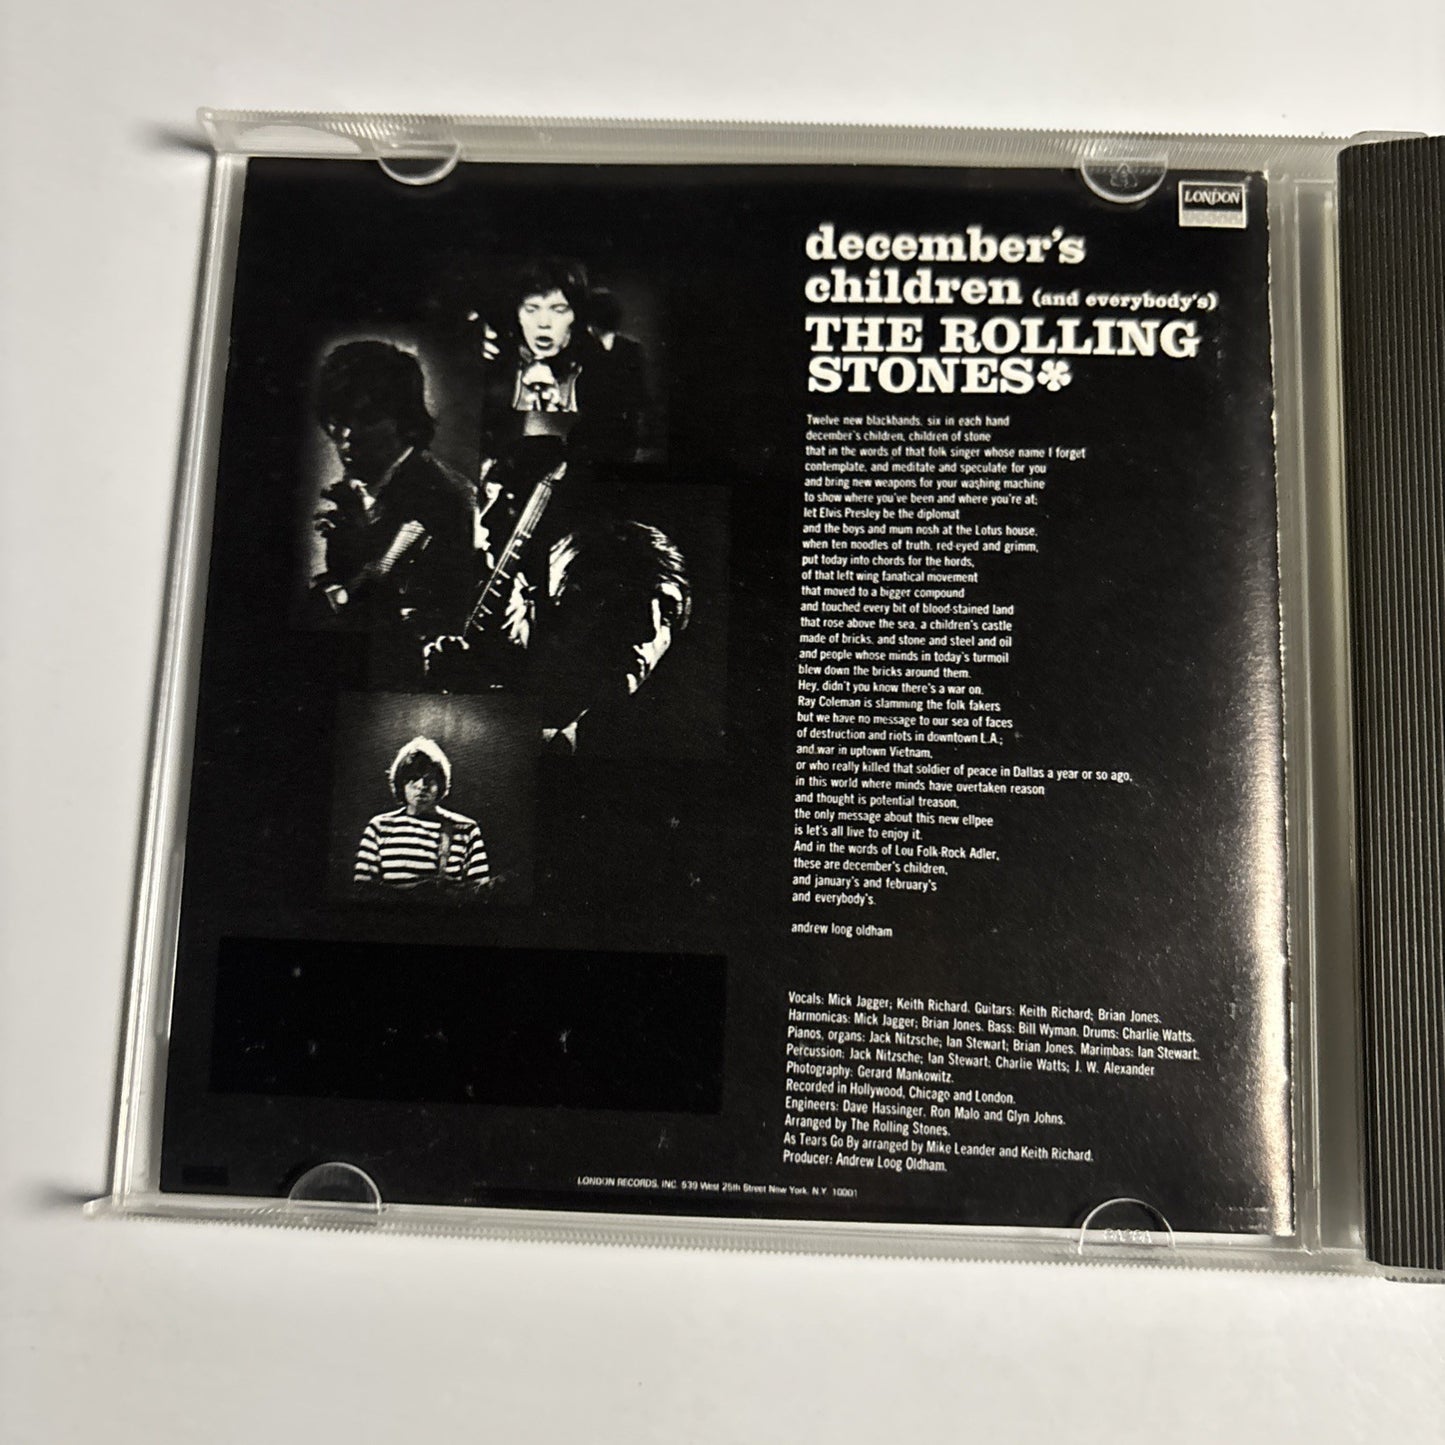 LONDON
december's
children (and everybody's)
THE ROLLING
STONES*
Twelve new blackbands, six in each hand
december's children, children of stone
that in the words of that folk singer whose name I forget
contemplate, and meditate and speculate for you
and bring new weapons for your washing machine
to show where you've been and where you're at;
let Elvis Presley be the diplomat
and the boys and mum nosh at the Lotus house,
when ten noodles of truth, red-eyed and grimm,
put today into chords for the hords,
of that left wing fanatical movement
that moved to a bigger compound
and touched every bit of blood-stained land
that rose above the sea, a children's castle
made of bricks, and stone and steel and oil
and people whose minds in today's turmoil
blew down the bricks around them.
Hey, didn't you know there's a war on,
Ray Coleman is slamming the folk fakers
but we have no message to our sea of faces
of destruction and riots in downtown L.A.;
and war in uptown Vietnam,
or who really killed that soldier of peace in Dallas a year or so ago,
in this world where minds have overtaken reason
and thought is potential treason,
the only message about this new ellpee
is let's all live to enjoy it.
And in the words of Lou Folk-Rock Adler,
these are december's children,
and january's and february's
and everybody's.
andrew loog oldham
Vocals: Mick Jagger; Keith Richard. Guitars: Keith Richard; Brian Jones.
Harmonicas: Mick Jagger; Brian Jones. Bass: Bill Wyman. Drums: Charlie Watts.
Pianos, organs: Jack Nitzsche; Ian Stewart; Brian Jones. Marimbas: Ian Stewart.
Percussion: Jack Nitzsche; Ian Stewart; Charlie Watts; J. W. Alexander
Photography: Gerard Mankowitz.
Recorded in Hollywood, Chicago and London.
Engineers: Dave Hassinger, Ron Malo and Glyn Johns.
Arranged by The Rolling Stones.
As Tears Go By arranged by Mike Leander and Keith Richard.
Producer: Andrew Loog Oldham.
LONDON RECORDS, INC. 539 West 25th Street New York, N.Y. 10001